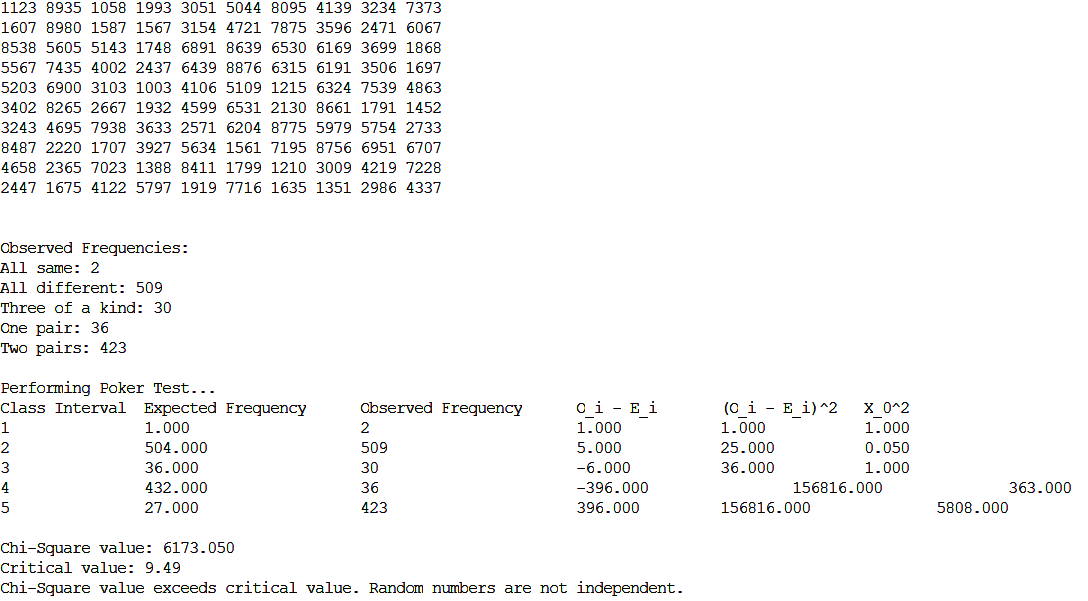 1123 8935 1058 1993 3051 5044 8095 4139 3234 7373
1607 8980 1587 1567 3154 4721 7875 3596 2471 6067
8538 5605 5143 1748 6891 8639 6530 6169 3699 1868
5567 7435 4002 2437 6439 8876 6315 6191 3506 1697
5203 6900 3103 1003 4106 5109 1215 6324 7539 4863
3402 8265 2667 1932 4599 6531 2130 8661 1791 1452
3243 4695 7938 3633 2571 6204 8775 5979 5754 2733
8487 2220 1707 3927 5634 1561 7195 8756 6951 6707
4658 2365 7023 1388 8411 1799 1210 3009 4219 7228
2447 1675 4122 5797 1919 7716 1635 1351 2986 4337
Observed Frequencies:
All same: 2
All different: 509
Three of a kind: 30
One pair: 36
Two pairs: 423
Performing Poker Test...
Class Interval Expected Frequency Observed Frequency O_i - E_i (O_i - E_i)^2 X_0^2
1 1.000 2 1.000 1.000 1.000
2 504.000 509 5.000 25.000 0.050
3 36.000 30 -6.000 36.000 1.000
4 432.000 36 -396.000 156816.000 363.000
5 27.000 423 396.000 156816.000 5808.000
Chi-Square value: 6173.050
Critical value: 9.49
Chi-Square value exceeds critical value. Random numbers are not independent.